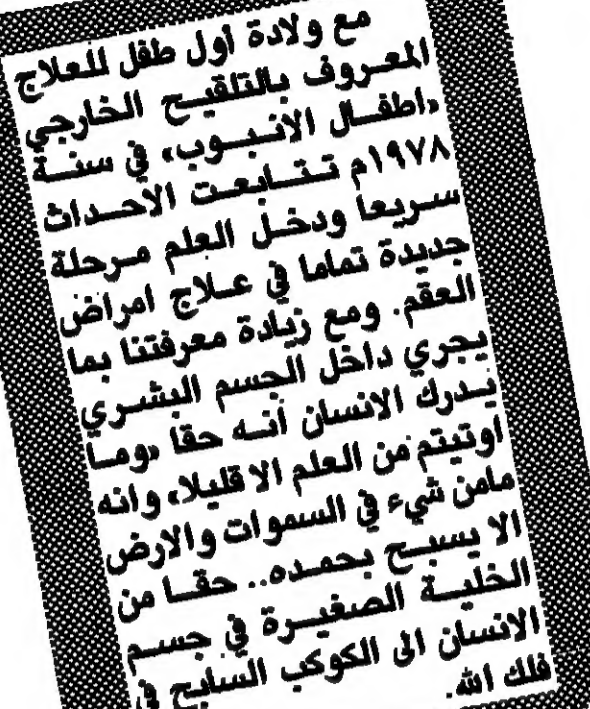 مع ولادة أول طفل للعلاج
المعروف بالتلقيح الخارجي
«اطفال الانبوب» في سنة
١٩٧٨م تتابعت الأحداث
سريعا ودخل العلم مرحلة
جديدة تماما في علاج امراض
العقم. ومع زيادة معرفتنا بما
يجري داخل الجسم البشري
يدرك الانسان أنه حقا «وما
اوتيتم من العلم الا قليلا» وانه
مامن شيء في السموات والارض
الا يسبح بحمده.. حقا من
الخلية الصغيرة في جسم
الانسان الى الكوكب السابح في
فلك الله.